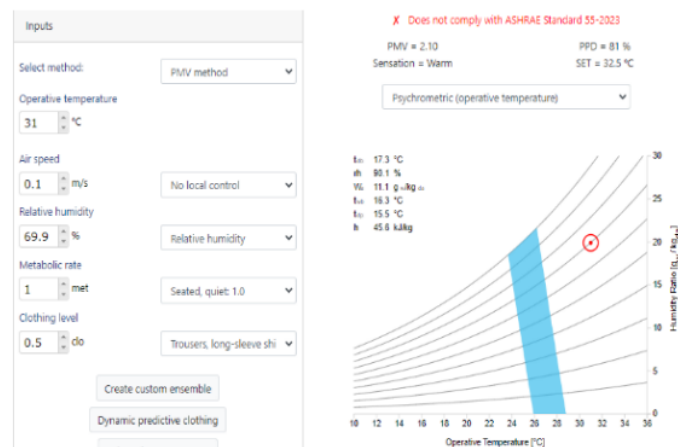 Inputs
Select method:
PMV method
Operative temperature
31 °C
Air speed
0.1 m/s
No local control
Relative humidity
69.9 %
Relative humidity
Metabolic rate
1 met
Seated, quiet: 1.0
Clothing level
0.5 clo
Trousers, long-sleeve shi
Create custom ensemble
Dynamic predictive clothing
✗ Does not comply with ASHRAE Standard 55-2023
PMV = 2.10 PPD = 81 %
Sensation = Warm SET = 32.5 °C
Psychrometric (operative temperature)
17.3 °C
rh 90.1 %
11.1
16.3 °C
15.5 °C
h 45.6 kJ/kg
30
25
20
15
10
5
0
Humidity Ratio
10 12 14 16 18 20 22 24 26 28 30 32 34 36
Operative Temperature [°C]